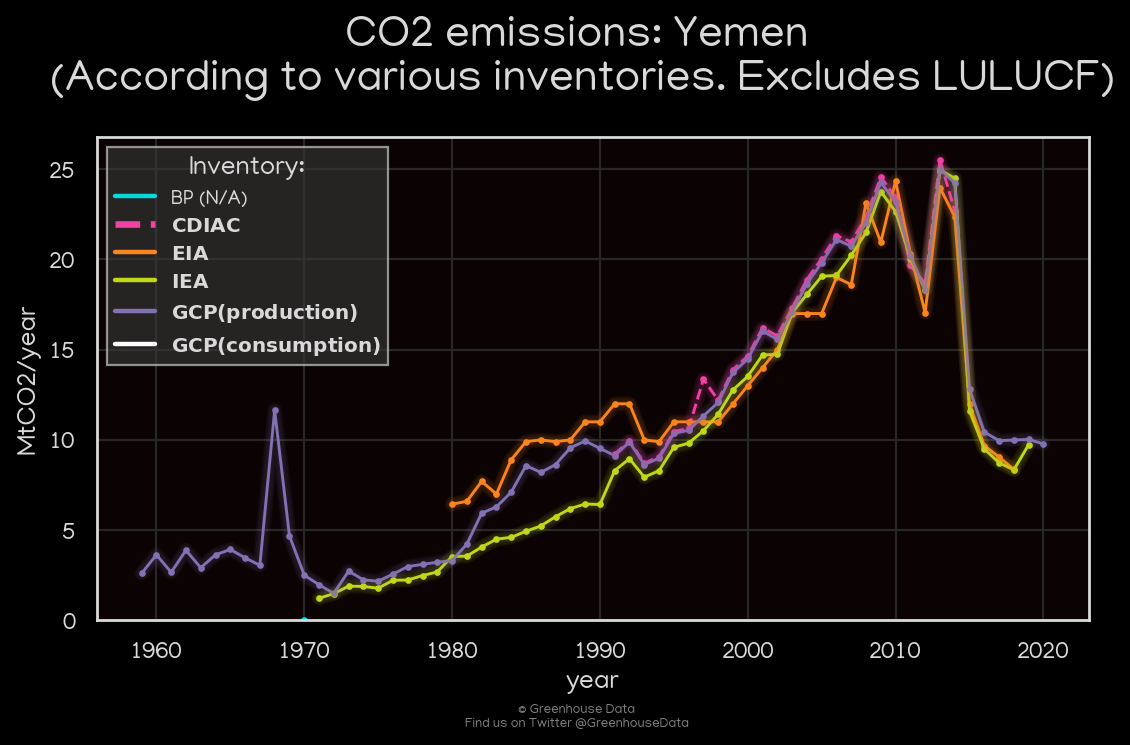 CO2 emissions: Yemen
(According to various inventories. Excludes LULUCF)
Inventory:
BP (N/A)
CDIAC
EIA
IEA
GCP(production)
GCP(consumption)
MtCO2/year
25
20
15
10
5
0
1960 1970 1980 1990 2000 2010 2020
year
© Greenhouse Data
Find us on Twitter @GreenhouseData